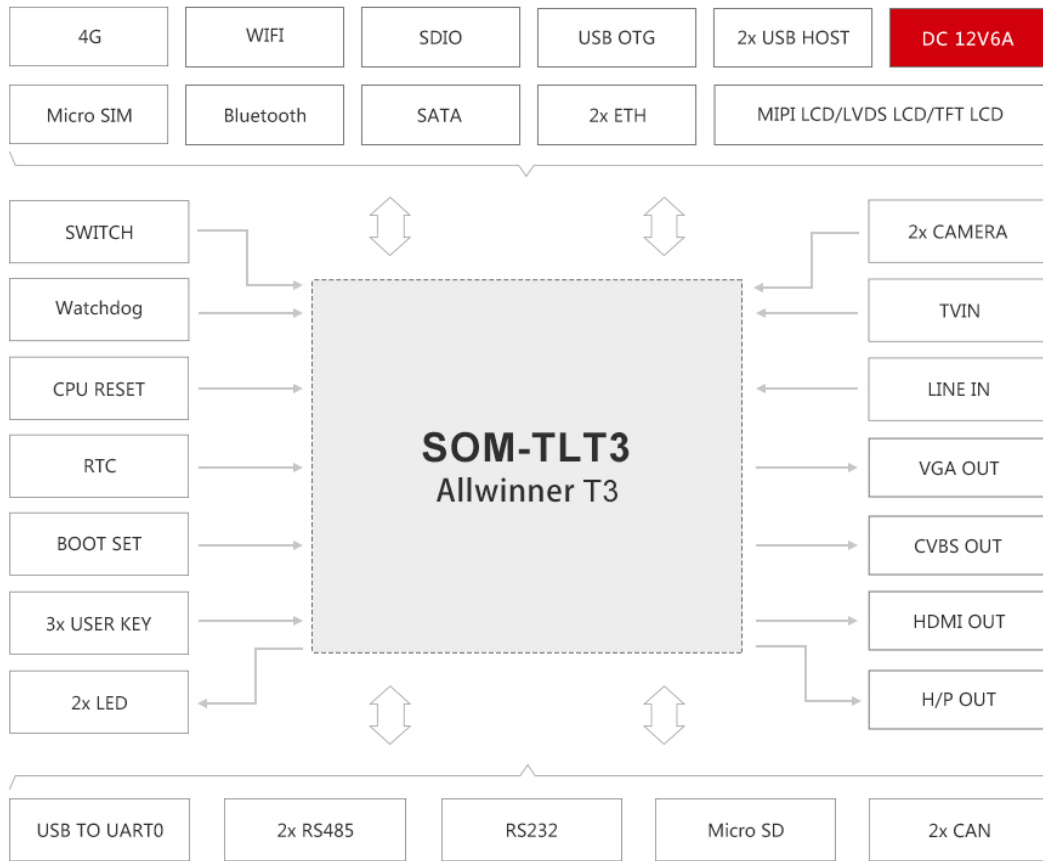 4G
WIFI
SDIO
USB OTG
2x USB HOST
DC 12V6A
Micro SIM
Bluetooth
SATA
2x ETH
MIPI LCD/LVDS LCD/TFT LCD
SWITCH
2x CAMERA
Watchdog
TVIN
CPU RESET
LINE IN
SOM-TLT3
Allwinner T3
RTC
VGA OUT
BOOT SET
CVBS OUT
3x USER KEY
HDMI OUT
2x LED
H/P OUT
USB TO UART0
2x RS485
RS232
Micro SD
2x CAN